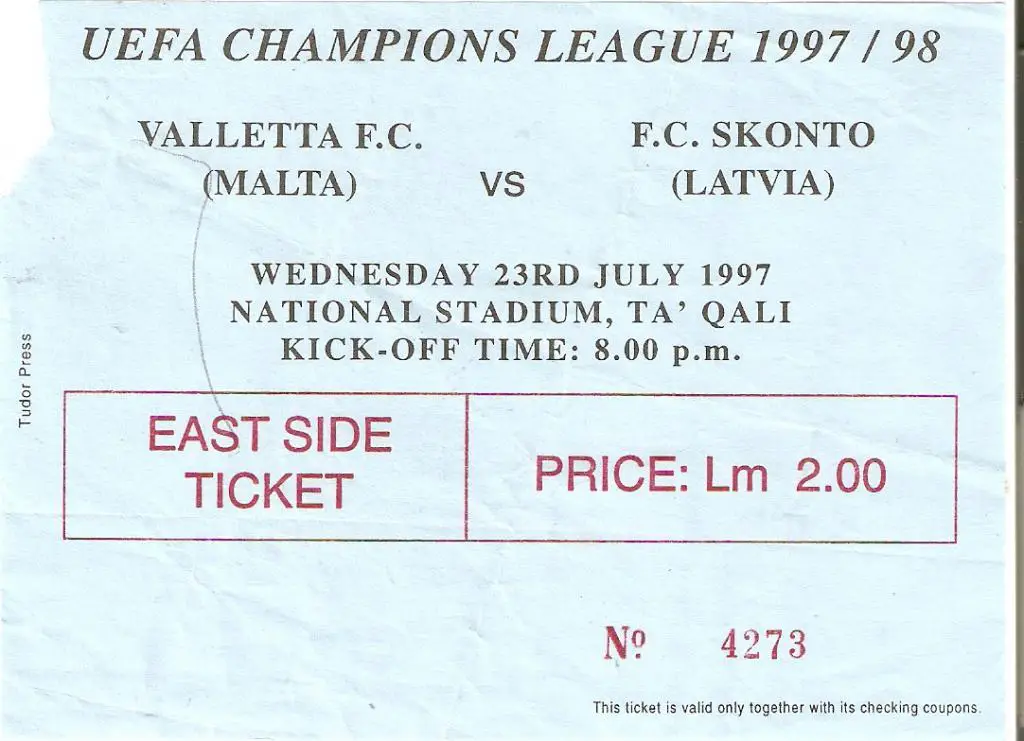 UEFA CHAMPIONS LEAGUE 1997 / 98
VALLETTA F.C.
(MALTA)
VS
F.C. SKONTO
(LATVIA)
WEDNESDAY 23RD JULY 1997
NATIONAL STADIUM, TA' QALI
KICK-OFF TIME: 8.00 p.m.
Tudor Press
EAST SIDE
TICKET
PRICE: Lm 2.00
Nº 4273
This ticket is valid only together with its checking coupons.